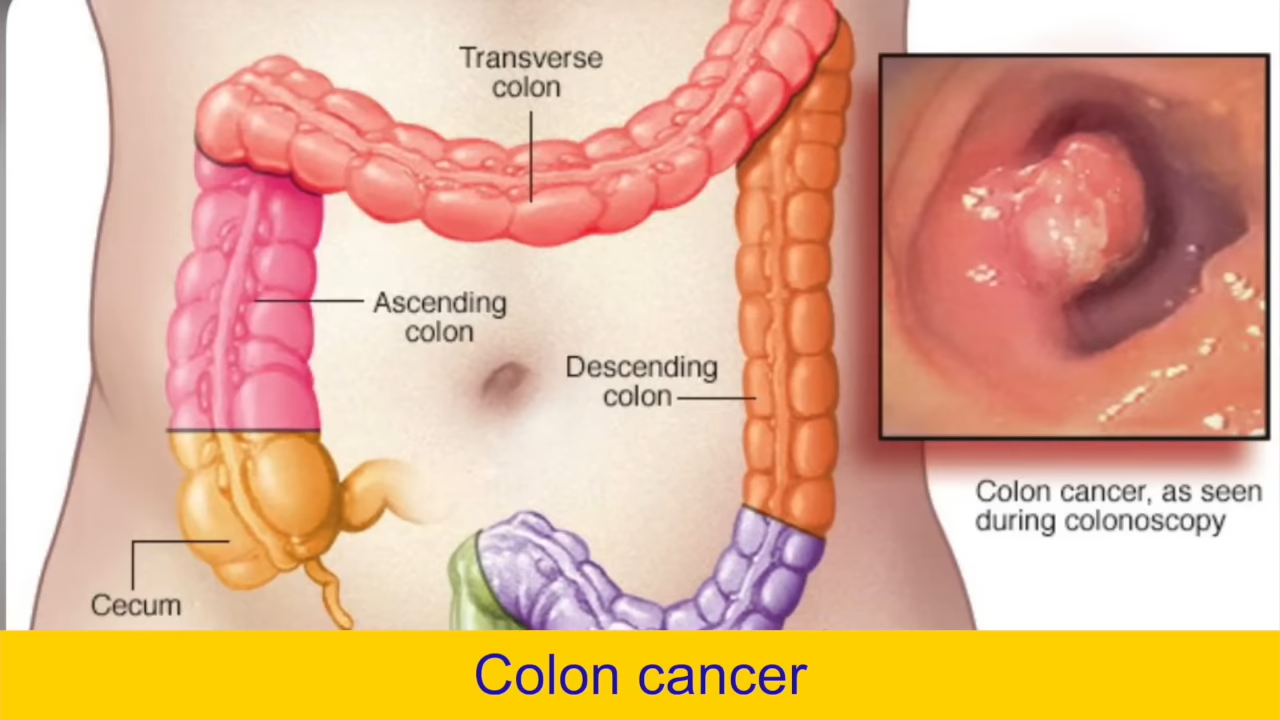 Transverse
colon
Ascending
colon
Descending
colon
Cecum
Colon cancer, as seen
during colonoscopy
Colon cancer